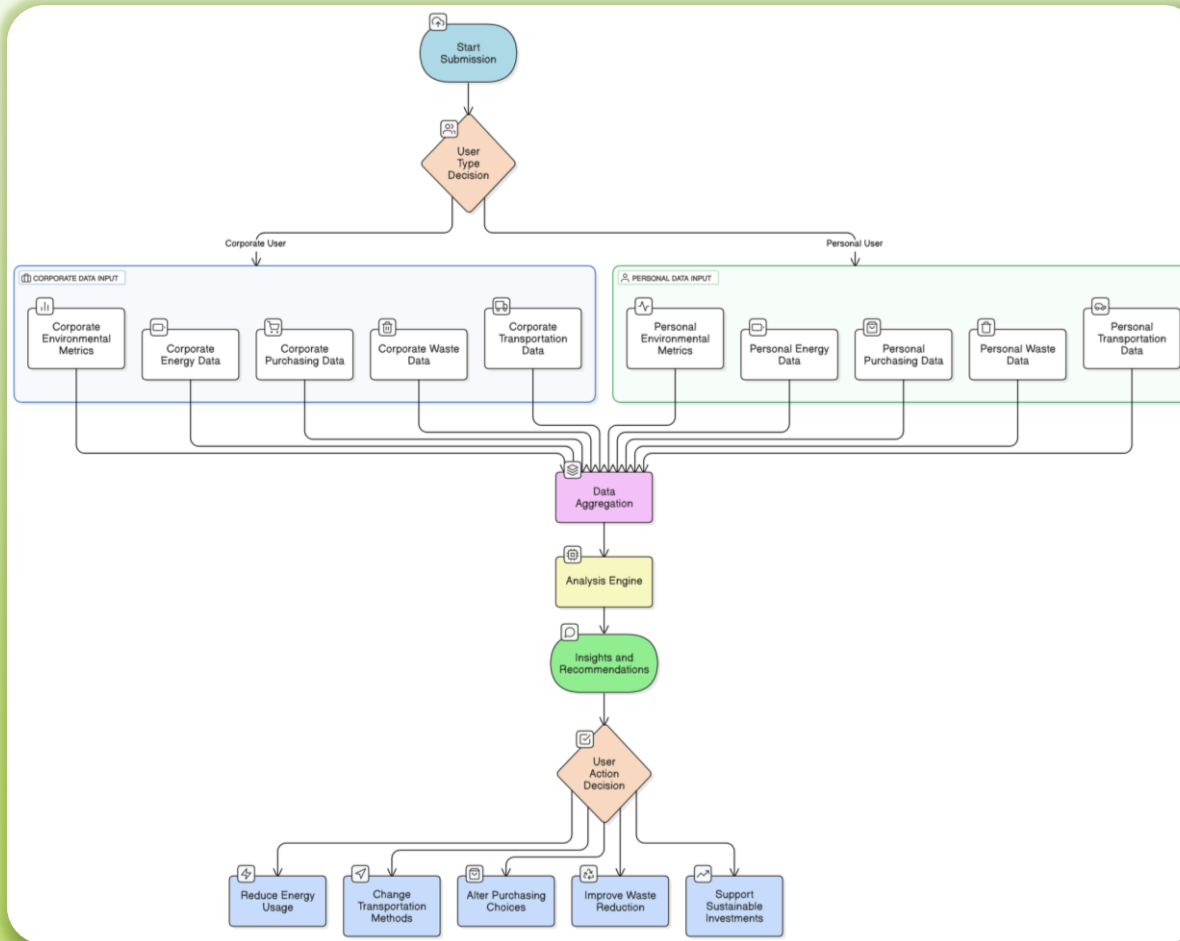 Start
Submission
User
Type
Decision
Corporate User
Personal User
CORPORATE DATA INPUT
PERSONAL DATA INPUT
Corporate
Environmental
Metrics
Corporate
Energy Data
Corporate
Purchasing Data
Corporate Waste
Data
Corporate
Transportation
Data
Personal
Environmental
Metrics
Personal Energy
Data
Personal
Purchasing Data
Personal Waste
Data
Personal
Transportation
Data
Data
Aggregation
Analysis Engine
Insights and
Recommendations
User
Action
Decision
Reduce Energy
Usage
Change
Transportation
Methods
Alter Purchasing
Choices
Improve Waste
Reduction
Support
Sustainable
Investments